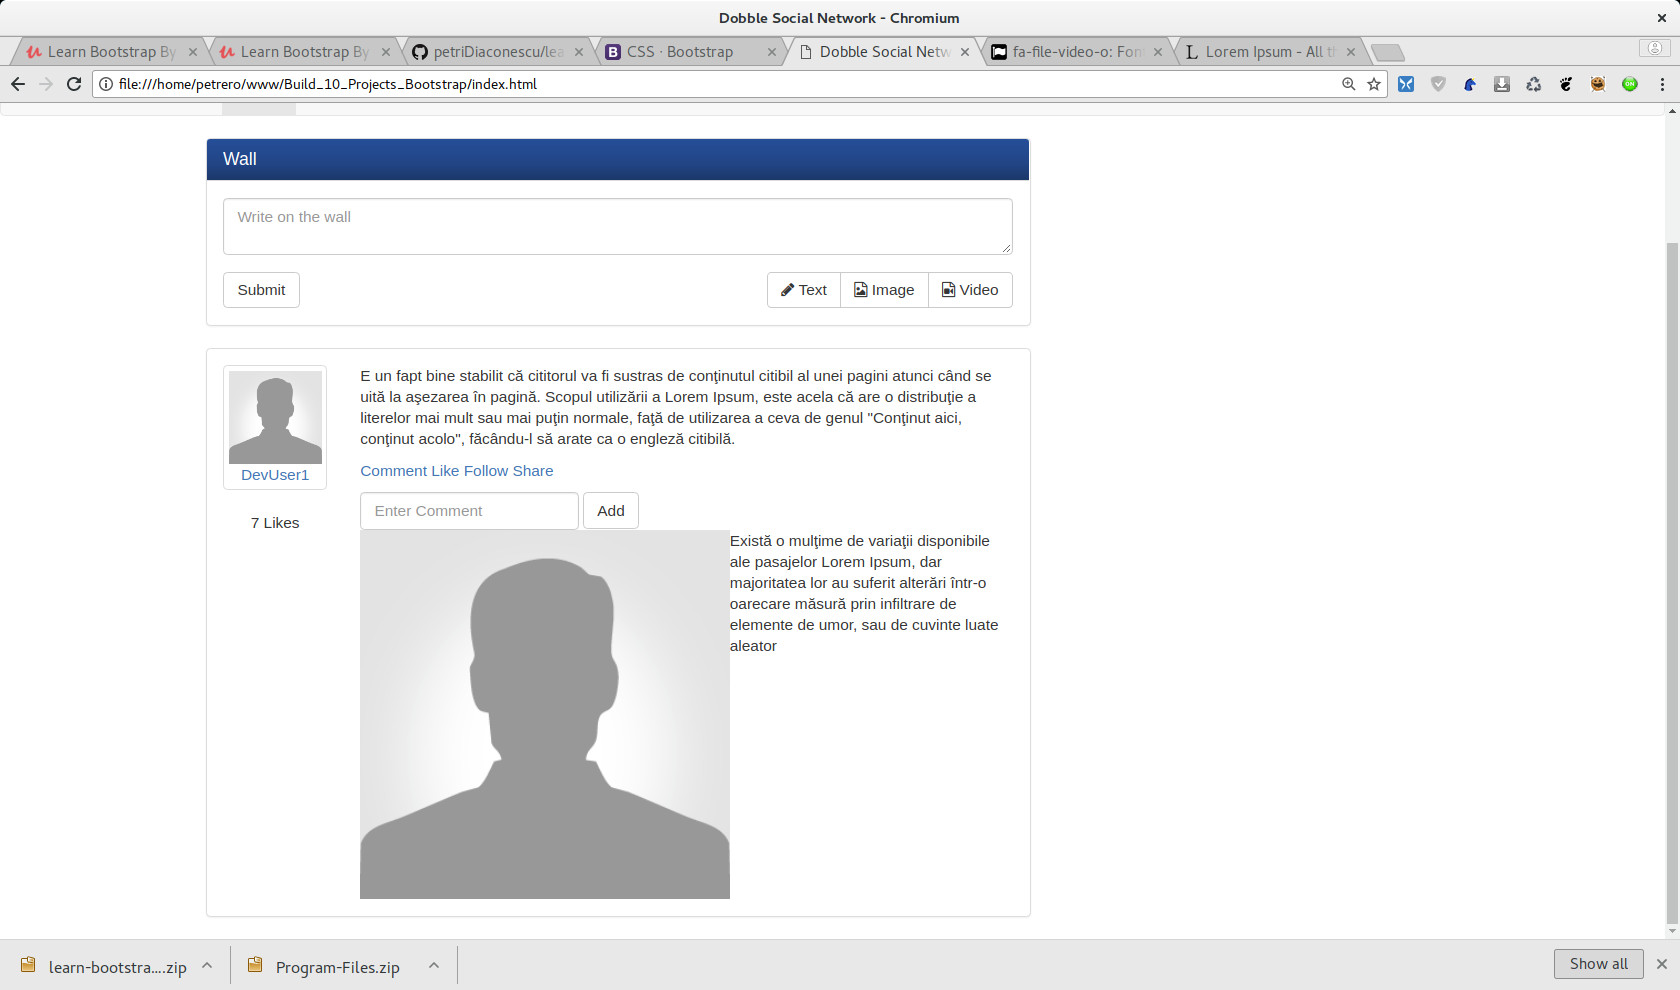 Dobble Social Network - Chromium
Learn Bootstrap By
Learn Bootstrap By
petriDiaconescu/lea
CSS · Bootstrap
Dobble Social Netw
fa-file-video-o: Fon
Lorem Ipsum - All th
file:///home/petrero/www/Build_10_Projects_Bootstrap/index.html
Wall
Write on the wall
Submit
Text
Image
Video
E un fapt bine stabilit că cititorul va fi sustras de conţinutul citibil al unei pagini atunci când se
uită la aşezarea în pagină. Scopul utilizării a Lorem Ipsum, este acela că are o distribuţie a
literelor mai mult sau mai puţin normale, faţă de utilizarea a ceva de genul "Conţinut aici,
conţinut acolo", făcându-l să arate ca o engleză citibilă.
DevUser1
Comment Like Follow Share
7 Likes
Enter Comment
Add
Există o mulţime de variaţii disponibile
ale pasajelor Lorem Ipsum, dar
majoritatea lor au suferit alterări într-o
oarecare măsură prin infiltrare de
elemente de umor, sau de cuvinte luate
aleator
learn-bootstra....zip
Program-Files.zip
Show all